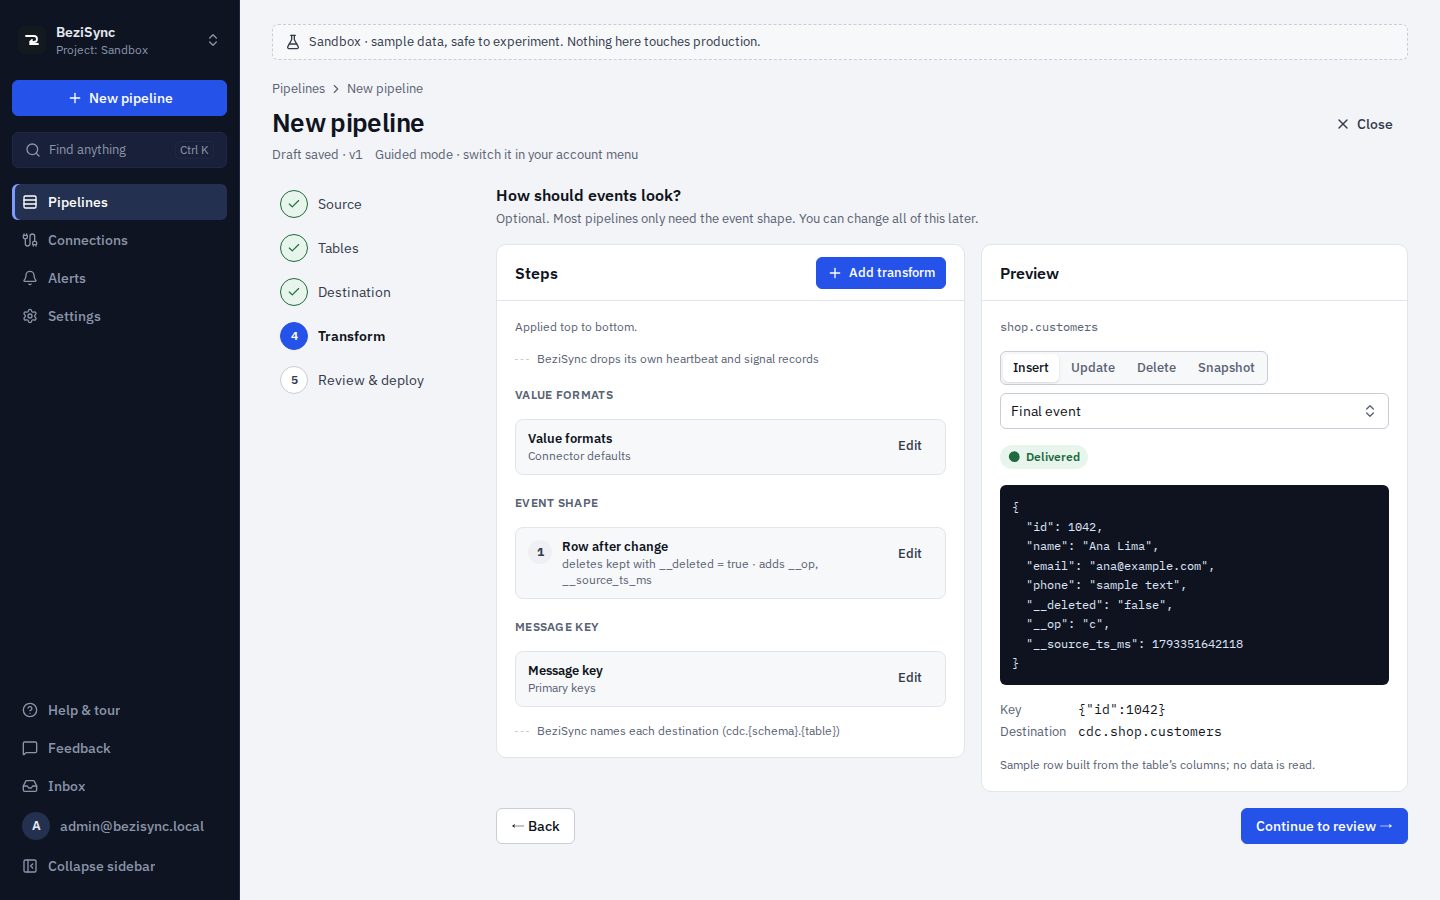 BeziSync
Project: Sandbox
New pipeline
Find anything
Ctrl K
Pipelines
Connections
Alerts
Settings
Help & tour
Feedback
Inbox
A
admin@bezisync.local
Collapse sidebar
Sandbox · sample data, safe to experiment. Nothing here touches production.
Pipelines > New pipeline
New pipeline
Close
Draft saved · v1 Guided mode · switch it in your account menu
Source
Tables
Destination
4 Transform
5 Review & deploy
How should events look?
Optional. Most pipelines only need the event shape. You can change all of this later.
Steps
Add transform
Applied top to bottom.
BeziSync drops its own heartbeat and signal records
VALUE FORMATS
Value formats
Connector defaults
Edit
EVENT SHAPE
1
Row after change
deletes kept with __deleted = true · adds __op,
__source_ts_ms
Edit
MESSAGE KEY
Message key
Primary keys
Edit
BeziSync names each destination (cdc.{schema}.{table})
Preview
shop.customers
Insert Update Delete Snapshot
Final event
Delivered
{
  "id": 1042,
  "name": "Ana Lima",
  "email": "ana@example.com",
  "phone": "sample text",
  "__deleted": "false",
  "__op": "c",
  "__source_ts_ms": 1793351642118
}
Key {"id":1042}
Destination cdc.shop.customers
Sample row built from the table's columns; no data is read.
← Back
Continue to review →